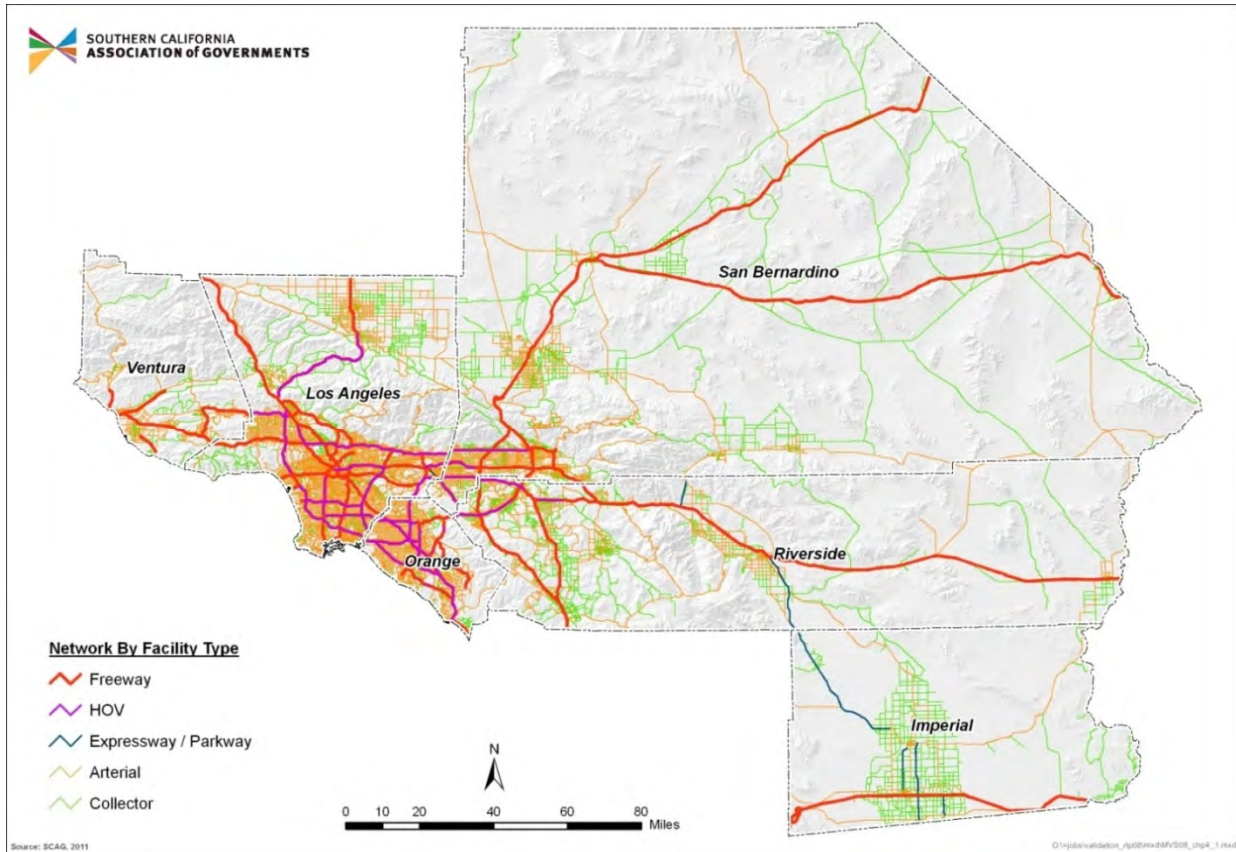 SOUTHERN CALIFORNIA
ASSOCIATION of GOVERNMENTS
San Bernardino
Ventura
Los Angeles
Orange
Riverside
Imperial
Network By Facility Type
Freeway
HOV
Expressway / Parkway
Arterial
Collector
N
0 10 20 40 60 80
Miles
Source: SCAG, 2011